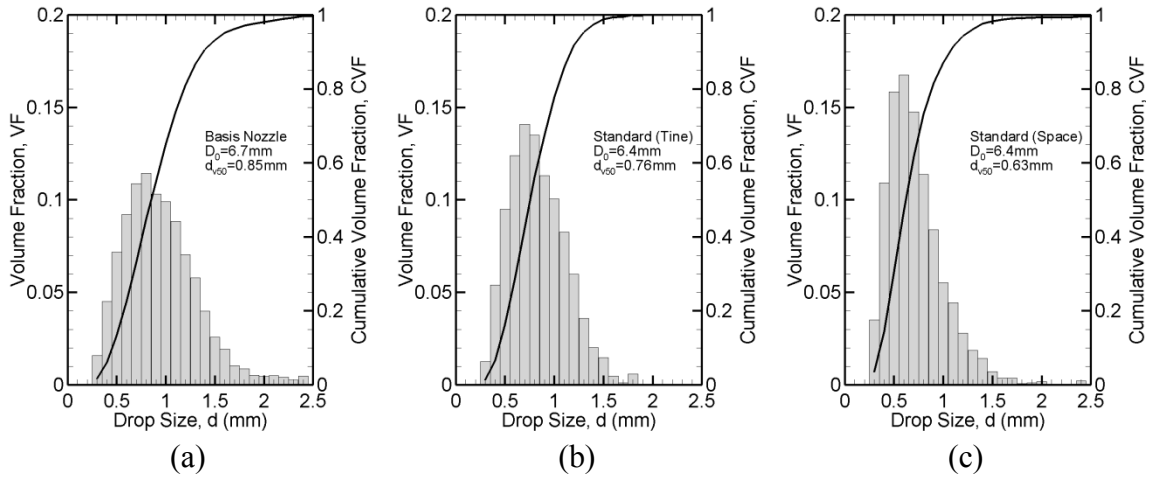 0.2
0.15
0.1
0.05
0
Volume Fraction, VF
1
0.8
0.6
0.4
0.2
0
Cumulative Volume Fraction, CVF
Basis Nozzle
D₀=6.7mm
dᵥ₅₀=0.85mm
0 0.5 1 1.5 2 2.5
Drop Size, d (mm)
(a)
0.2
0.15
0.1
0.05
0
Volume Fraction, VF
1
0.8
0.6
0.4
0.2
0
Cumulative Volume Fraction, CVF
Standard (Tine)
D₀=6.4mm
dᵥ₅₀=0.76mm
0 0.5 1 1.5 2 2.5
Drop Size, d (mm)
(b)
0.2
0.15
0.1
0.05
0
Volume Fraction, VF
1
0.8
0.6
0.4
0.2
0
Cumulative Volume Fraction, CVF
Standard (Space)
D₀=6.4mm
dᵥ₅₀=0.63mm
0 0.5 1 1.5 2 2.5
Drop Size, d (mm)
(c)